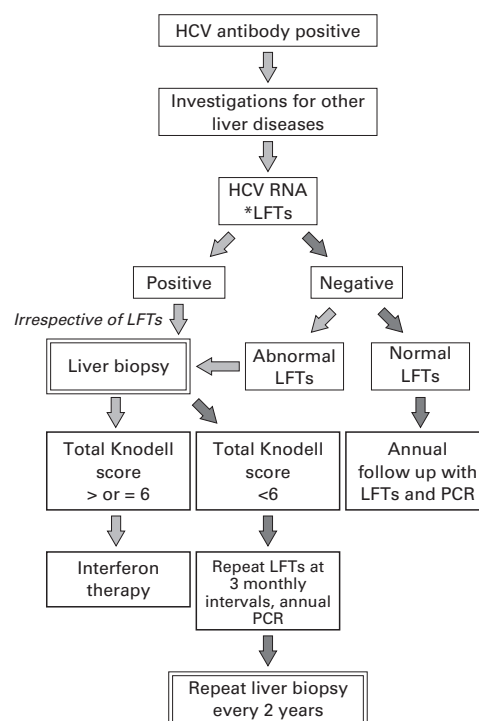 HCV antibody positive
Investigations for other
liver diseases
HCV RNA
*LFTs
Positive
Negative
Irrespective of LFTs
Liver biopsy
Abnormal
LFTs
Normal
LFTs
Total Knodell
score
> or = 6
Total Knodell
score
<6
Annual
follow up with
LFTs and PCR
Interferon
therapy
Repeat LFTs at
3 monthly
intervals, annual
PCR
Repeat liver biopsy
every 2 years